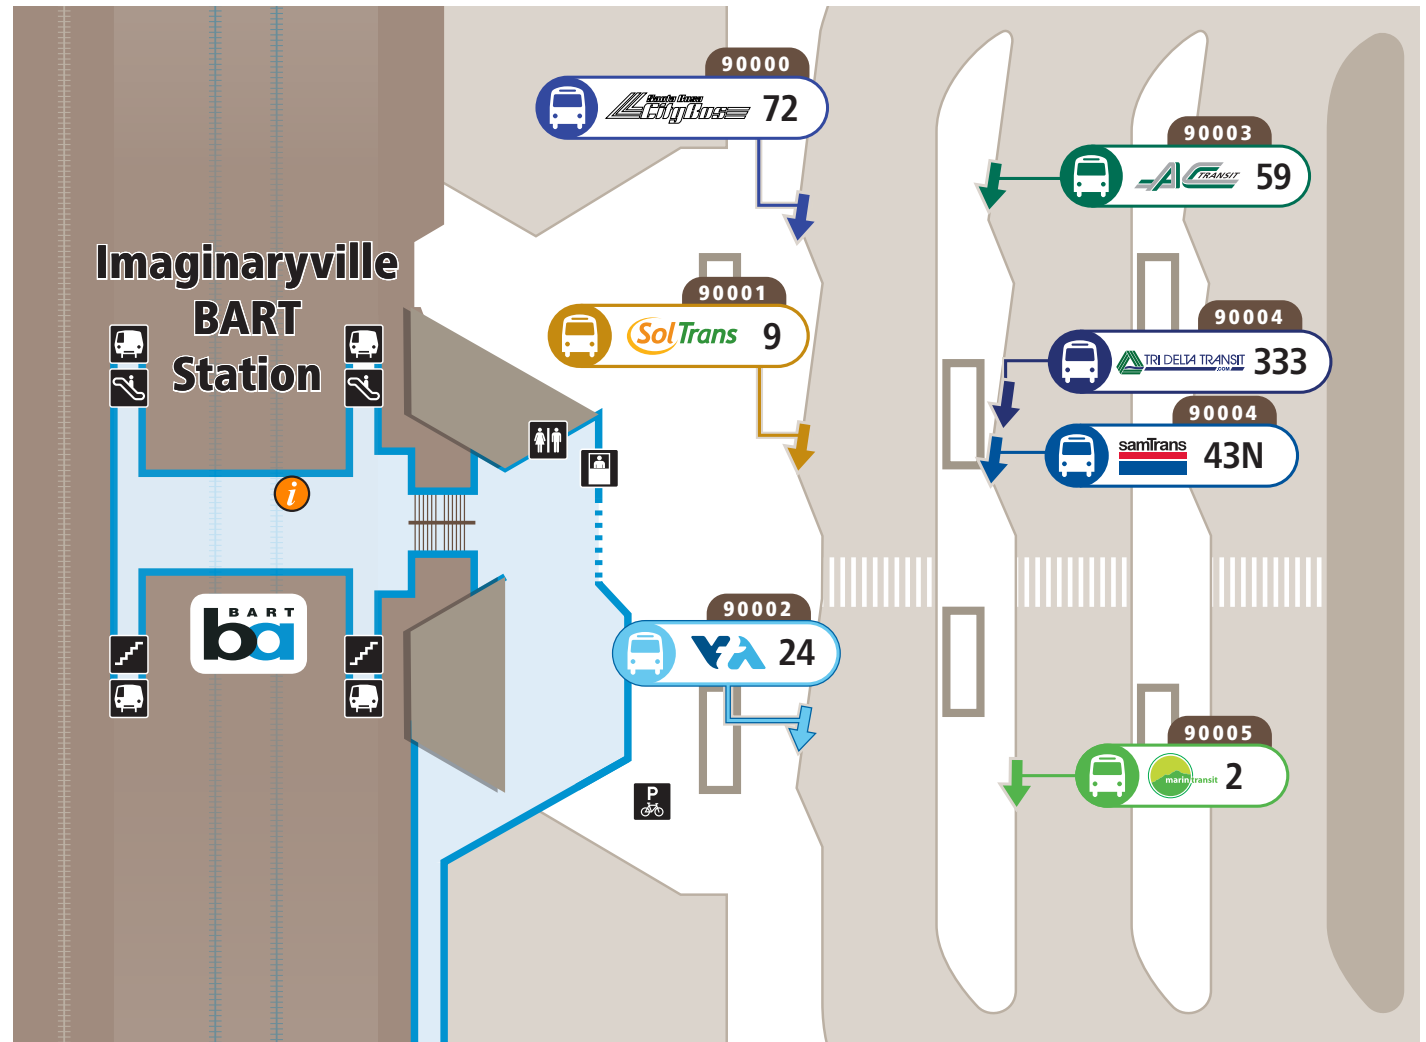 90000
Santa Rosa
CityBus 72
90003
AC TRANSIT 59
Imaginaryville
BART
Station
90001
SolTrans 9
90004
TRI DELTA TRANSIT 333
.COM
90004
samTrans 43N
i
BART
ba
90002
VTA 24
90005
marin transit 2
P